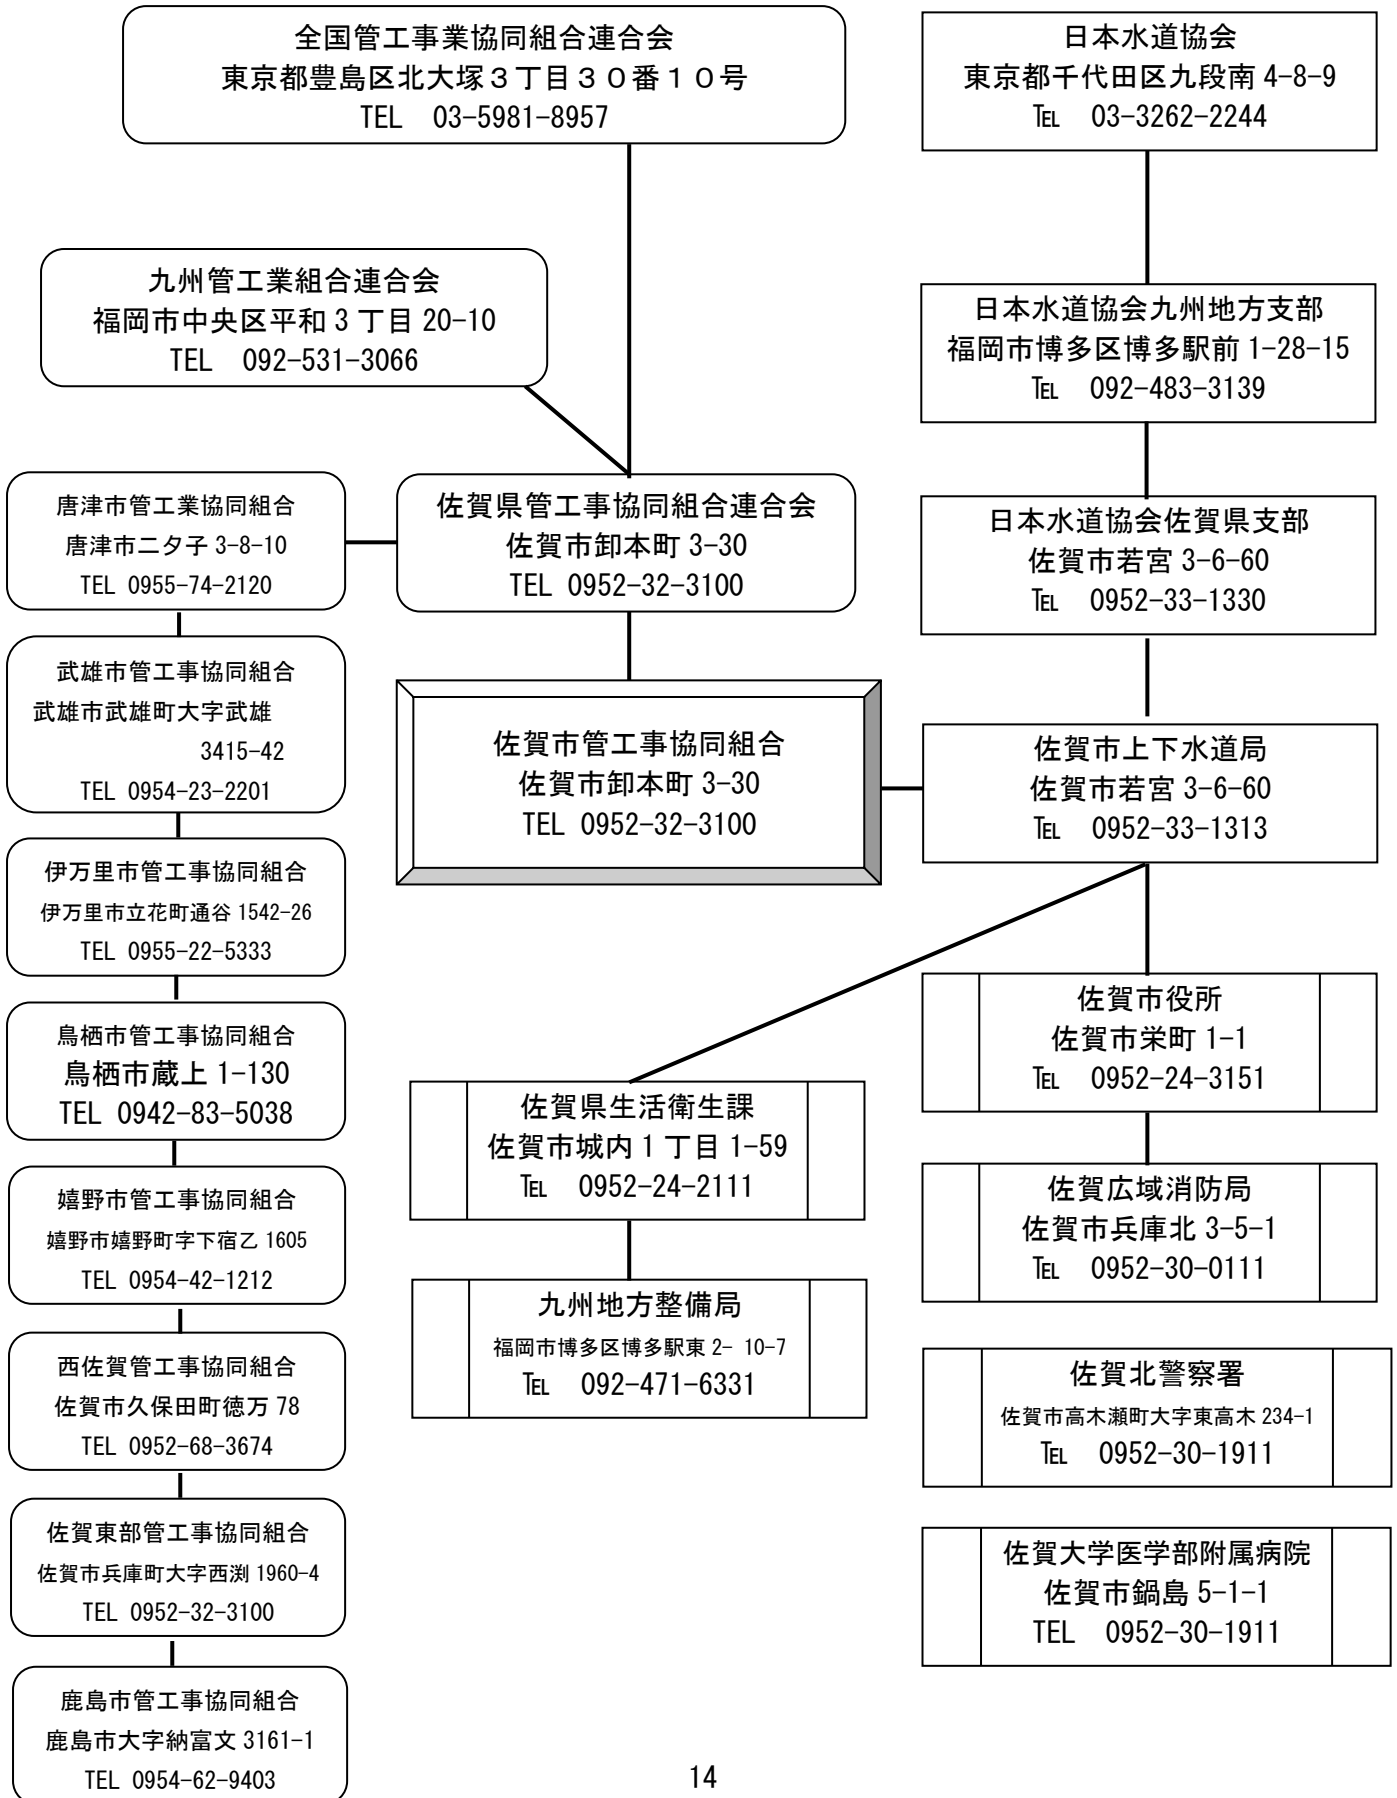 全国管工事業協同組合連合会
東京都豊島区北大塚３丁目３０番１０号
TEL　03-5981-8957
日本水道協会
東京都千代田区九段南 4-8-9
℡　03-3262-2244
九州管工業組合連合会
福岡市中央区平和 3 丁目 20-10
TEL　092-531-3066
日本水道協会九州地方支部
福岡市博多区博多駅前 1-28-15
℡　092-483-3139
唐津市管工業協同組合
唐津市二夕子 3-8-10
TEL 0955-74-2120
佐賀県管工事協同組合連合会
佐賀市卸本町 3-30
TEL 0952-32-3100
日本水道協会佐賀県支部
佐賀市若宮 3-6-60
℡　0952-33-1330
武雄市管工事協同組合
武雄市武雄町大字武雄
3415-42
TEL 0954-23-2201
佐賀市管工事協同組合
佐賀市卸本町 3-30
TEL 0952-32-3100
佐賀市上下水道局
佐賀市若宮 3-6-60
℡　0952-33-1313
伊万里市管工事協同組合
伊万里市立花町通谷 1542-26
TEL 0955-22-5333
鳥栖市管工事協同組合
鳥栖市蔵上 1-130
TEL 0942-83-5038
佐賀市役所
佐賀市栄町 1-1
℡　0952-24-3151
佐賀県生活衛生課
佐賀市城内 1 丁目 1-59
℡　0952-24-2111
嬉野市管工事協同組合
嬉野市嬉野町字下宿乙 1605
TEL 0954-42-1212
佐賀広域消防局
佐賀市兵庫北 3-5-1
℡　0952-30-0111
九州地方整備局
福岡市博多区博多駅東 2- 10-7
℡　092-471-6331
西佐賀管工事協同組合
佐賀市久保田町徳万 78
TEL 0952-68-3674
佐賀北警察署
佐賀市高木瀬町大字東高木 234-1
℡　0952-30-1911
佐賀東部管工事協同組合
佐賀市兵庫町大字西渕 1960-4
TEL 0952-32-3100
佐賀大学医学部附属病院
佐賀市鍋島 5-1-1
TEL　0952-30-1911
鹿島市管工事協同組合
鹿島市大字納富文 3161-1
TEL 0954-62-9403
14